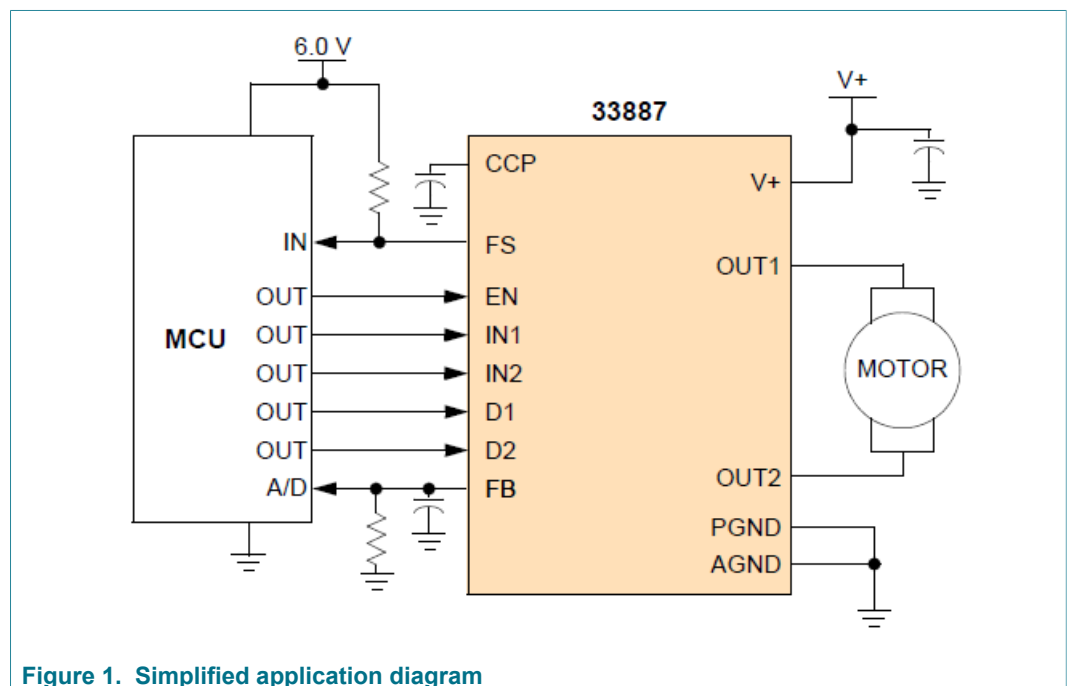 6.0 V
V+
33887
CCP
V+
IN
FS
OUT1
OUT
EN
MCU
OUT
IN1
MOTOR
OUT
IN2
OUT
D1
OUT
D2
A/D
FB
OUT2
PGND
AGND
Figure 1. Simplified application diagram